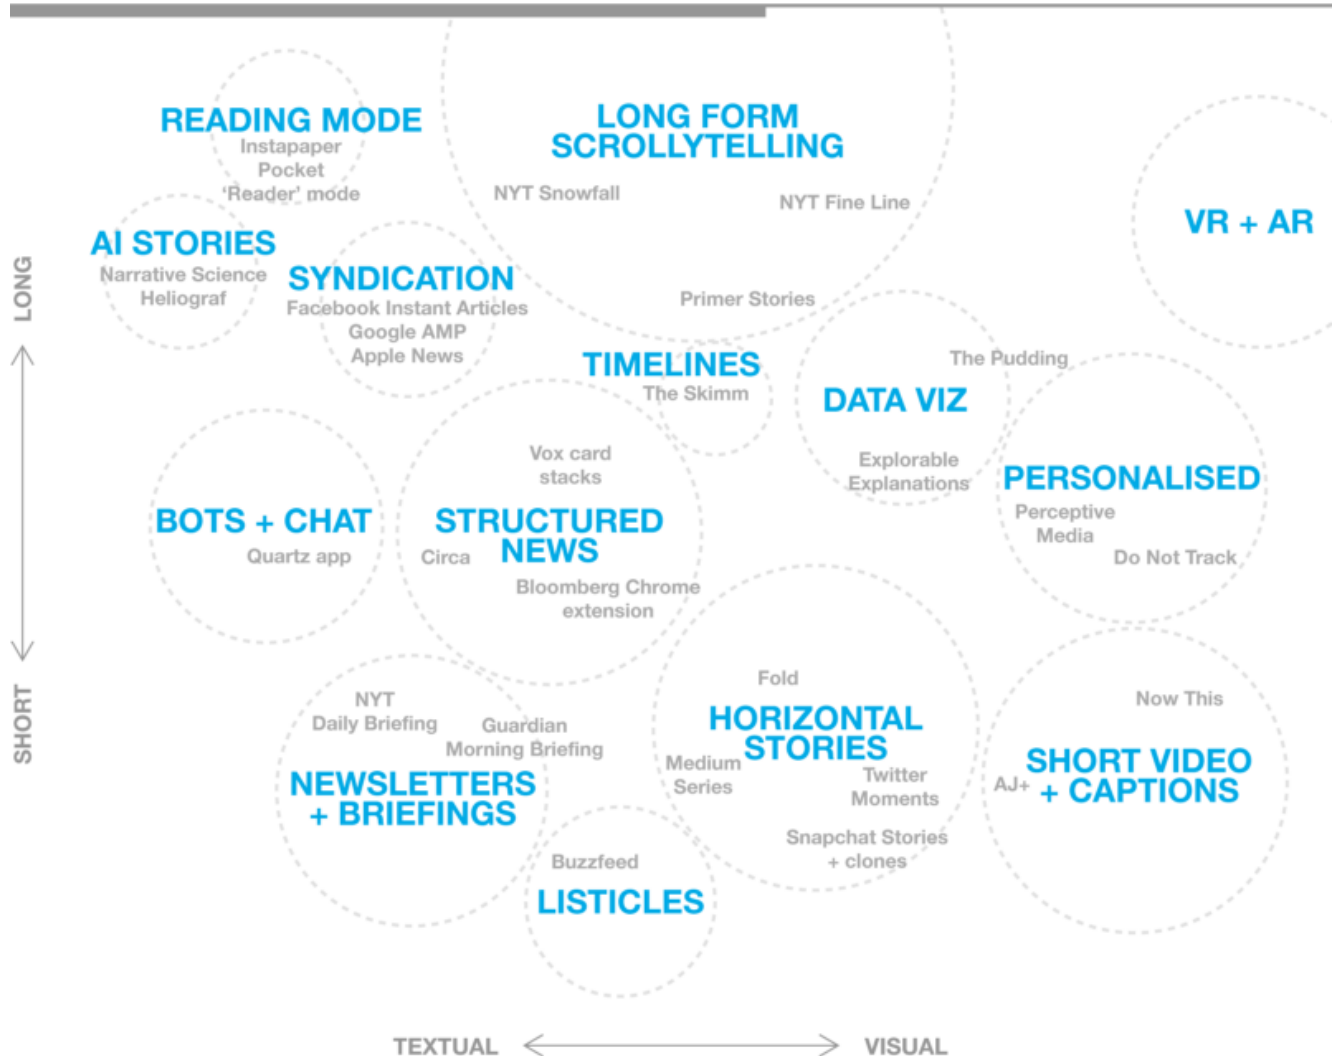 READING MODE
Instapaper
Pocket
‘Reader’ mode
LONG FORM
SCROLLYTELLING
NYT Snowfall
NYT Fine Line
Primer Stories
VR + AR
AI STORIES
Narrative Science
Heliograf
SYNDICATION
Facebook Instant Articles
Google AMP
Apple News
LONG
SHORT
TIMELINES
The Skimm
DATA VIZ
The Pudding
Explorable
Explanations
PERSONALISED
Perceptive
Media
Do Not Track
BOTS + CHAT
Quartz app
Vox card
stacks
STRUCTURED
NEWS
Circa
Bloomberg Chrome
extension
NYT
Daily Briefing
Guardian
Morning Briefing
NEWSLETTERS
+ BRIEFINGS
Fold
HORIZONTAL
STORIES
Medium
Series
Twitter
Moments
Snapchat Stories
+ clones
Now This
SHORT VIDEO
+ CAPTIONS
AJ+
Buzzfeed
LISTICLES
TEXTUAL
VISUAL